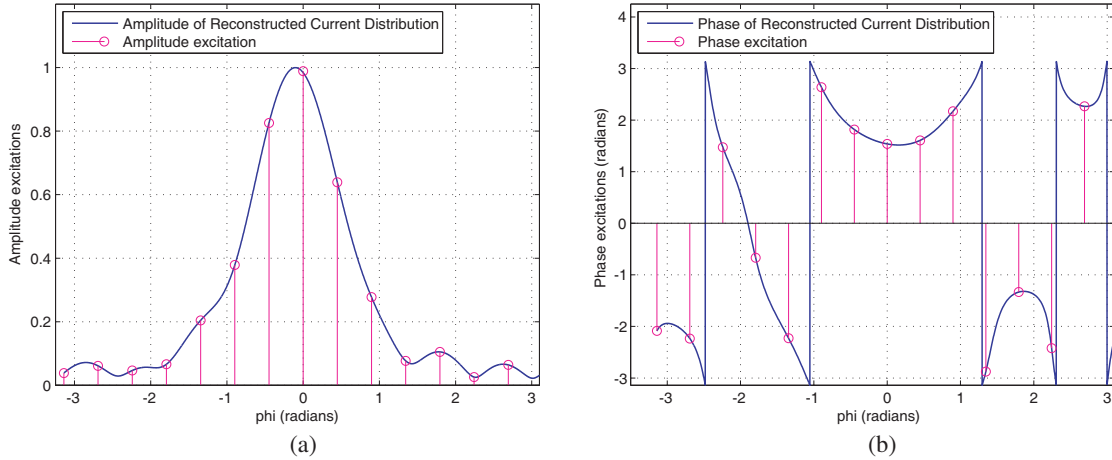 Amplitude of Reconstructed Current Distribution
Amplitude excitation
1
0.8
0.6
0.4
0.2
0
Amplitude excitations
-3 -2 -1 0 1 2 3
phi (radians)
(a)
Phase of Reconstructed Current Distribution
Phase excitation
4
3
2
1
0
-1
-2
-3
Phase excitations (radians)
-3 -2 -1 0 1 2 3
phi (radians)
(b)